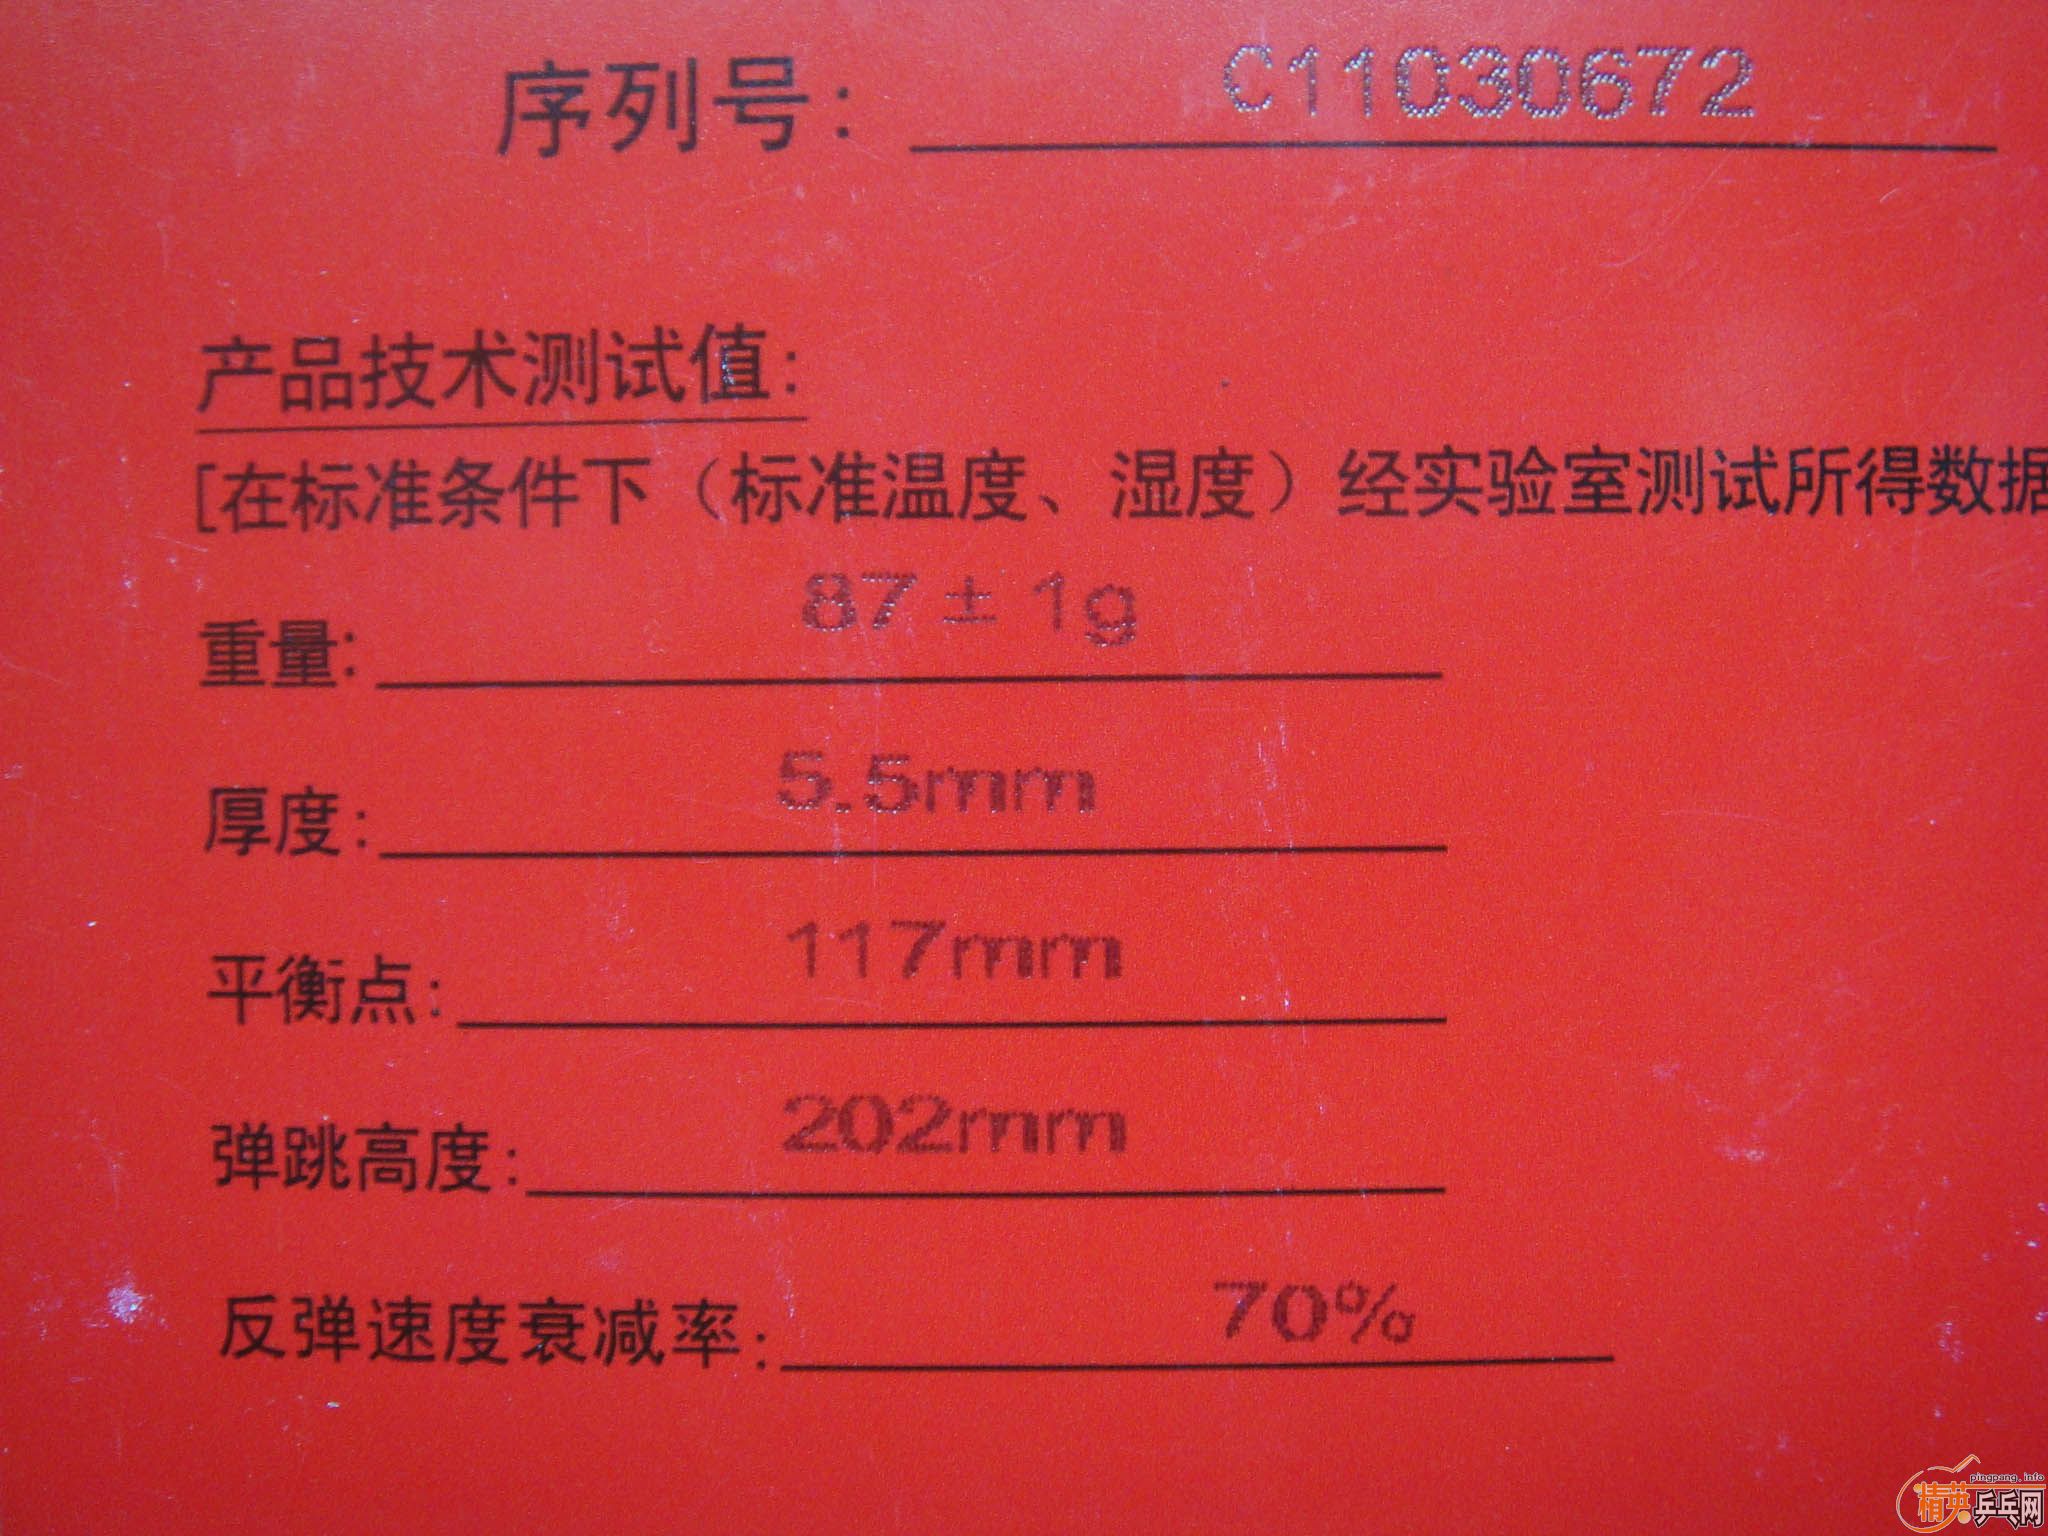 序列号: C11030672
产品技术测试值:
[在标准条件下（标准温度、湿度）经实验室测试所得数据
重量: 87 ± 1g
厚度: 5.5mm
平衡点: 117mm
弹跳高度: 202mm
反弹速度衰减率: 70%
pingpang.info
精英乒乓网